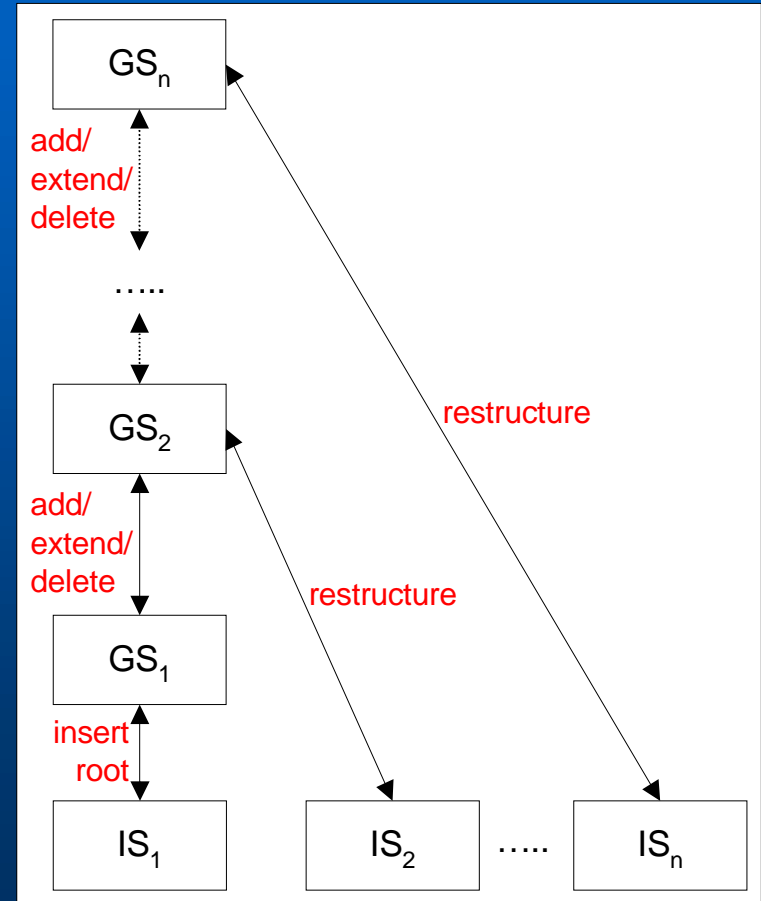 GSn
add/
extend/
delete
…..
restructure
GS2
add/
extend/
delete
restructure
GS1
insert
root
IS1
IS2
…..
ISn